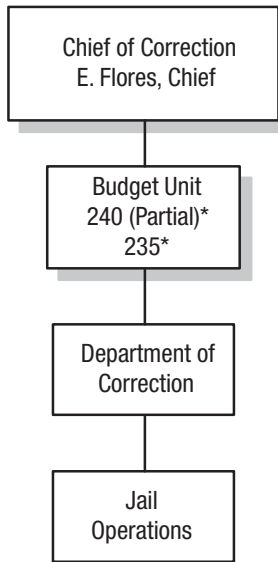 Chief of Correction
E. Flores, Chief
Budget Unit
240 (Partial)*
235*
Department of
Correction
Jail
Operations